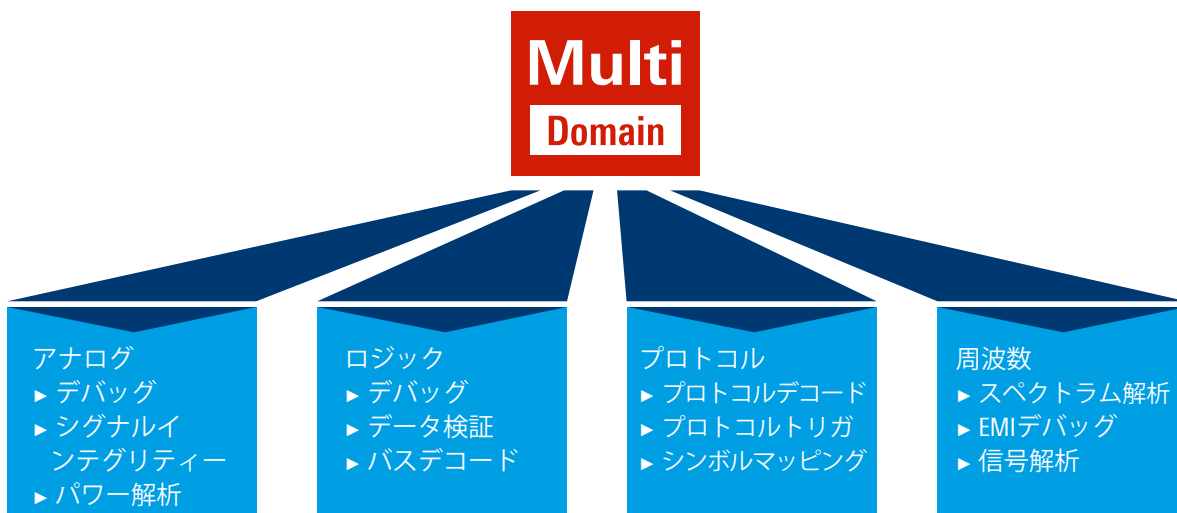 Multi
Domain
アナログ
▸ デバッグ
▸ シグナルイ
ンテグリティー
▸ パワー解析
ロジック
▸ デバッグ
▸ データ検証
▸ バスデコード
プロトコル
▸ プロトコルデコード
▸ プロトコルトリガ
▸ シンボルマッピング
周波数
▸ スペクトラム解析
▸ EMIデバッグ
▸ 信号解析